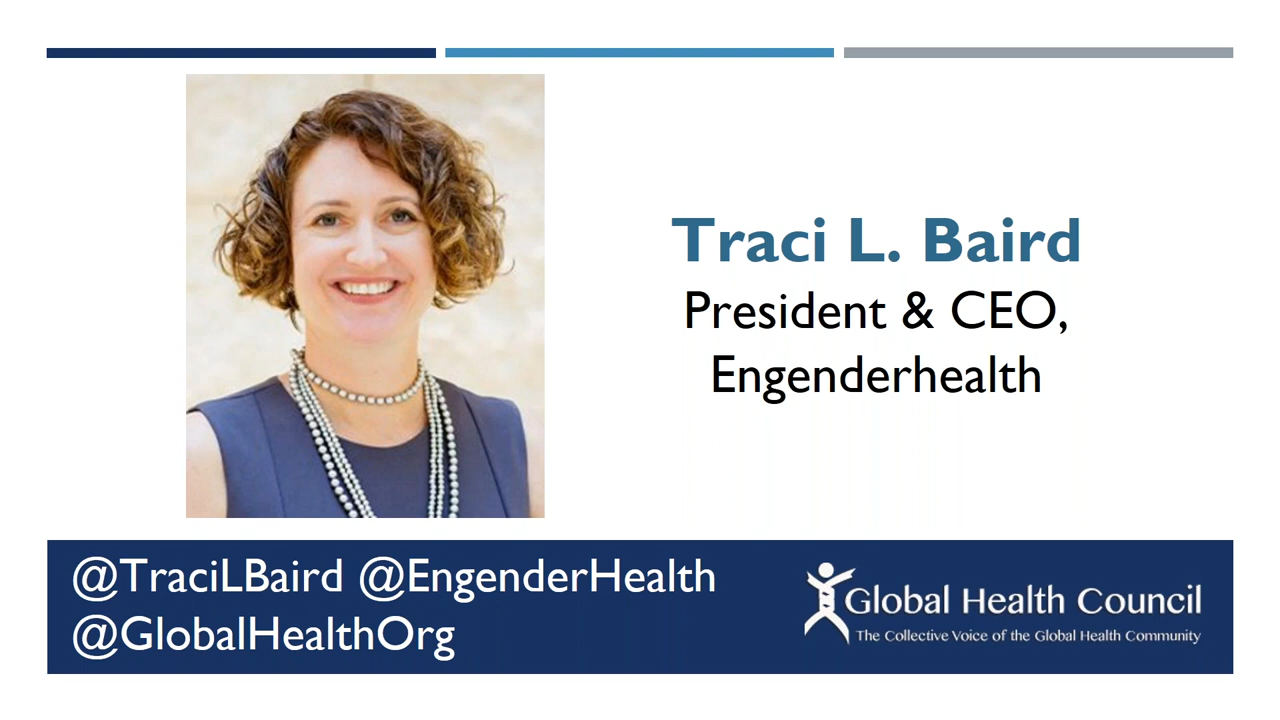 Traci L. Baird
President & CEO,
Engenderhealth
@TraciLBaird @EngenderHealth
@GlobalHealthOrg
Global Health Council
The Collective Voice of the Global Health Community